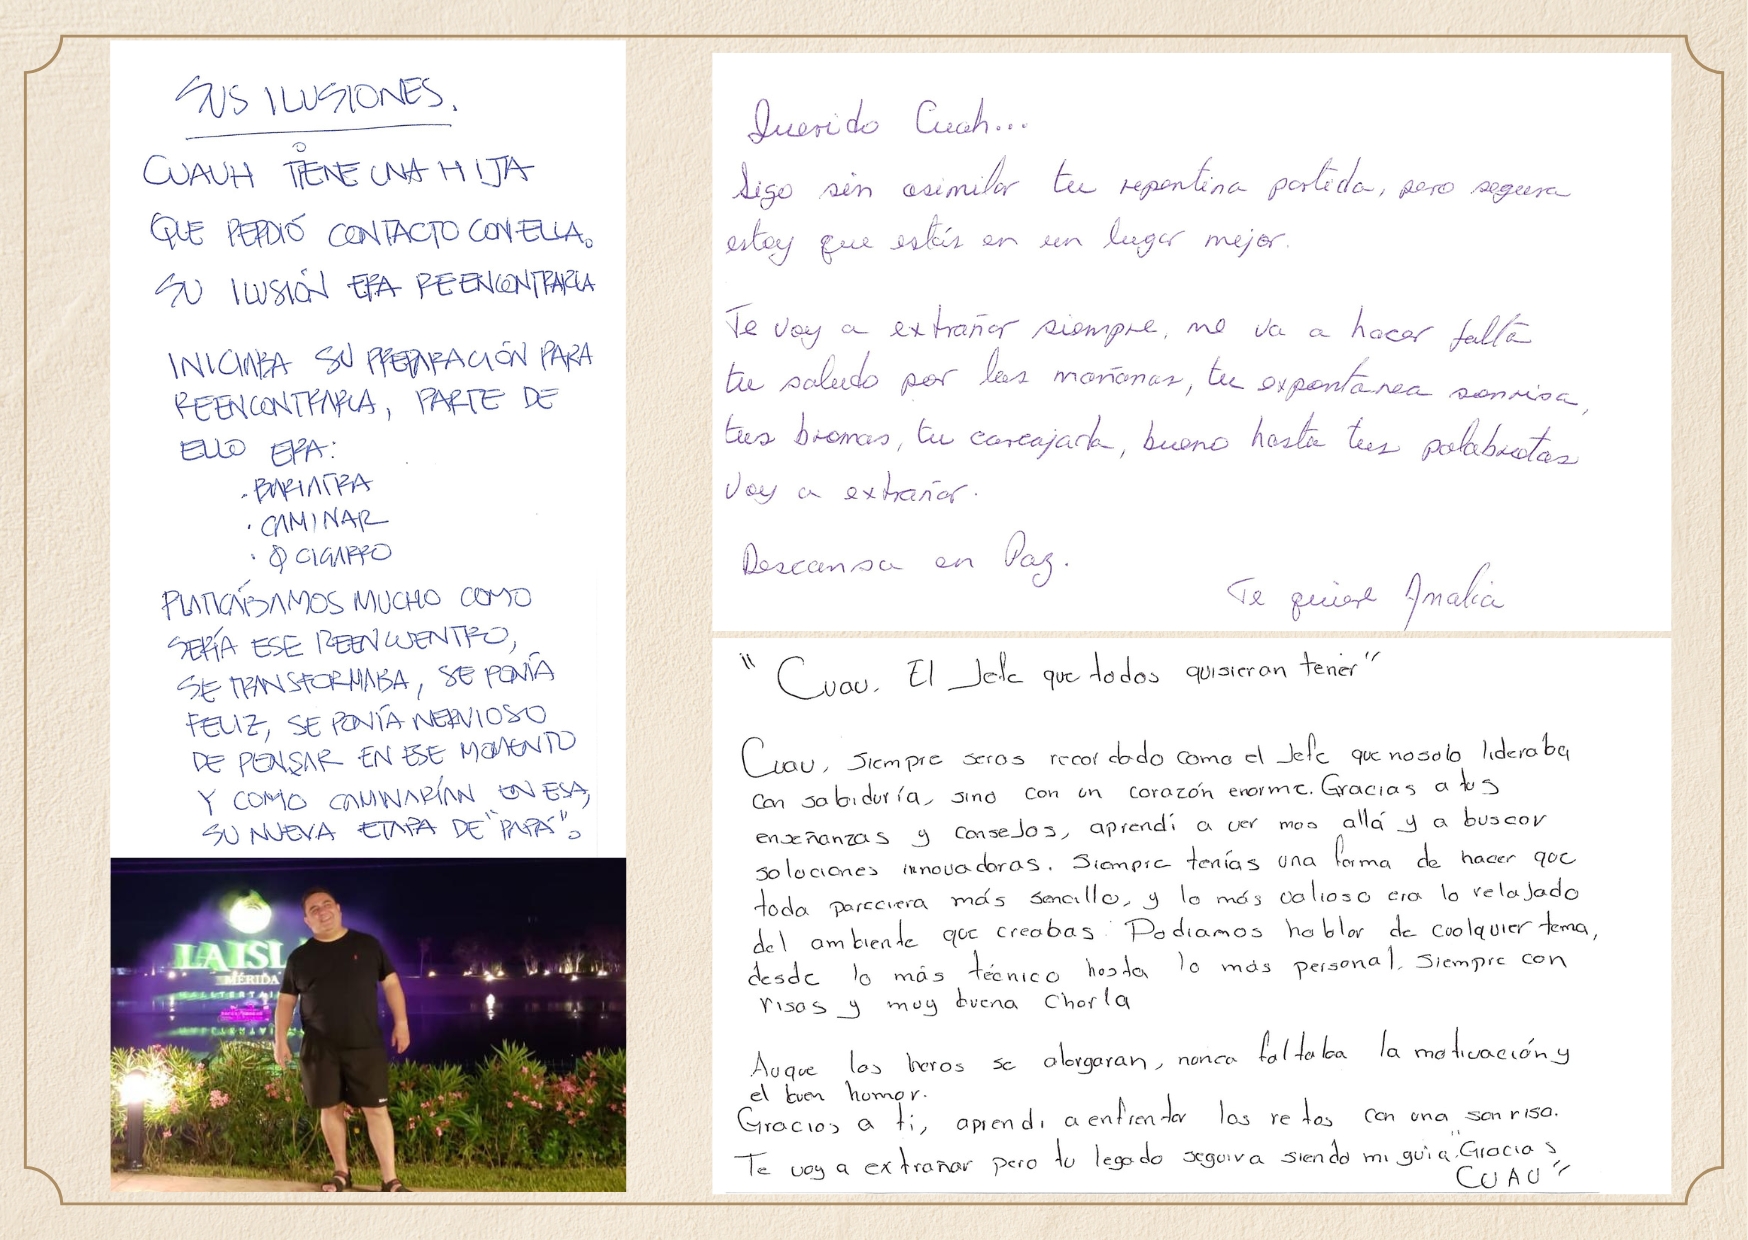 SUS ILUSIONES.
CUAUH TIENE UNA HIJA
QUE PERDIÓ CONTACTO CON ELLA.
SU ILUSIÓN ERA REENCONTRARLA
INICIABA SU PREPARACIÓN PARA
REENCONTRARLA, PARTE DE
ELLO ERA:
. BARIATRA
· CAMINAR
· Ø CIGARRO
PLATICÁBAMOS MUCHO COMO
SERÍA ESE REENCUENTRO,
SE TRANSFORMABA, SE PONÍA
FELIZ, SE PONÍA NERVIOSO
DE PENSAR EN ESE MOMENTO
Y COMO CAMINARÍAN EN ESA,
SU NUEVA ETAPA DE "PAPÁ".
LA ISL
MÉRIDA
Querido Cuah...
Sigo sin asimilar tu repentina partida, pero segura
estoy que estás en un lugar mejor.
Te voy a extrañar siempre, me va a hacer falta
tu saludo por las mañanas, tu expontánea sonrisa,
tus bromas, tu carcajada, bueno hasta tus palabrotas
voy a extrañar.
Descansa en Paz.
Te quiere Amalia
"Cuau. El Jefe que todos quisieran tener"
Cuau, siempre seras recordado como el Jefe que no solo lideraba
con sabiduría, sino con un corazón enorme. Gracias a tus
enseñanzas y consejos, aprendí a ver mas allá y a buscar
soluciones innovadoras. Siempre tenías una forma de hacer que
todo pareciera más sencillo, y lo más valioso era lo relajado
del ambiente que creabas. Podiamos hablar de cualquier tema,
desde lo más técnico hasta lo más personal. Siempre con
risas y muy buena charla
Auque las horas se alargaran, nunca faltaba la motivación y
el buen humor.
Gracias a ti, aprendi a enfrentar los retos con una sonrisa.
Te voy a extrañar pero tu legado seguira siendo mi guia. "Gracias
CUAU"